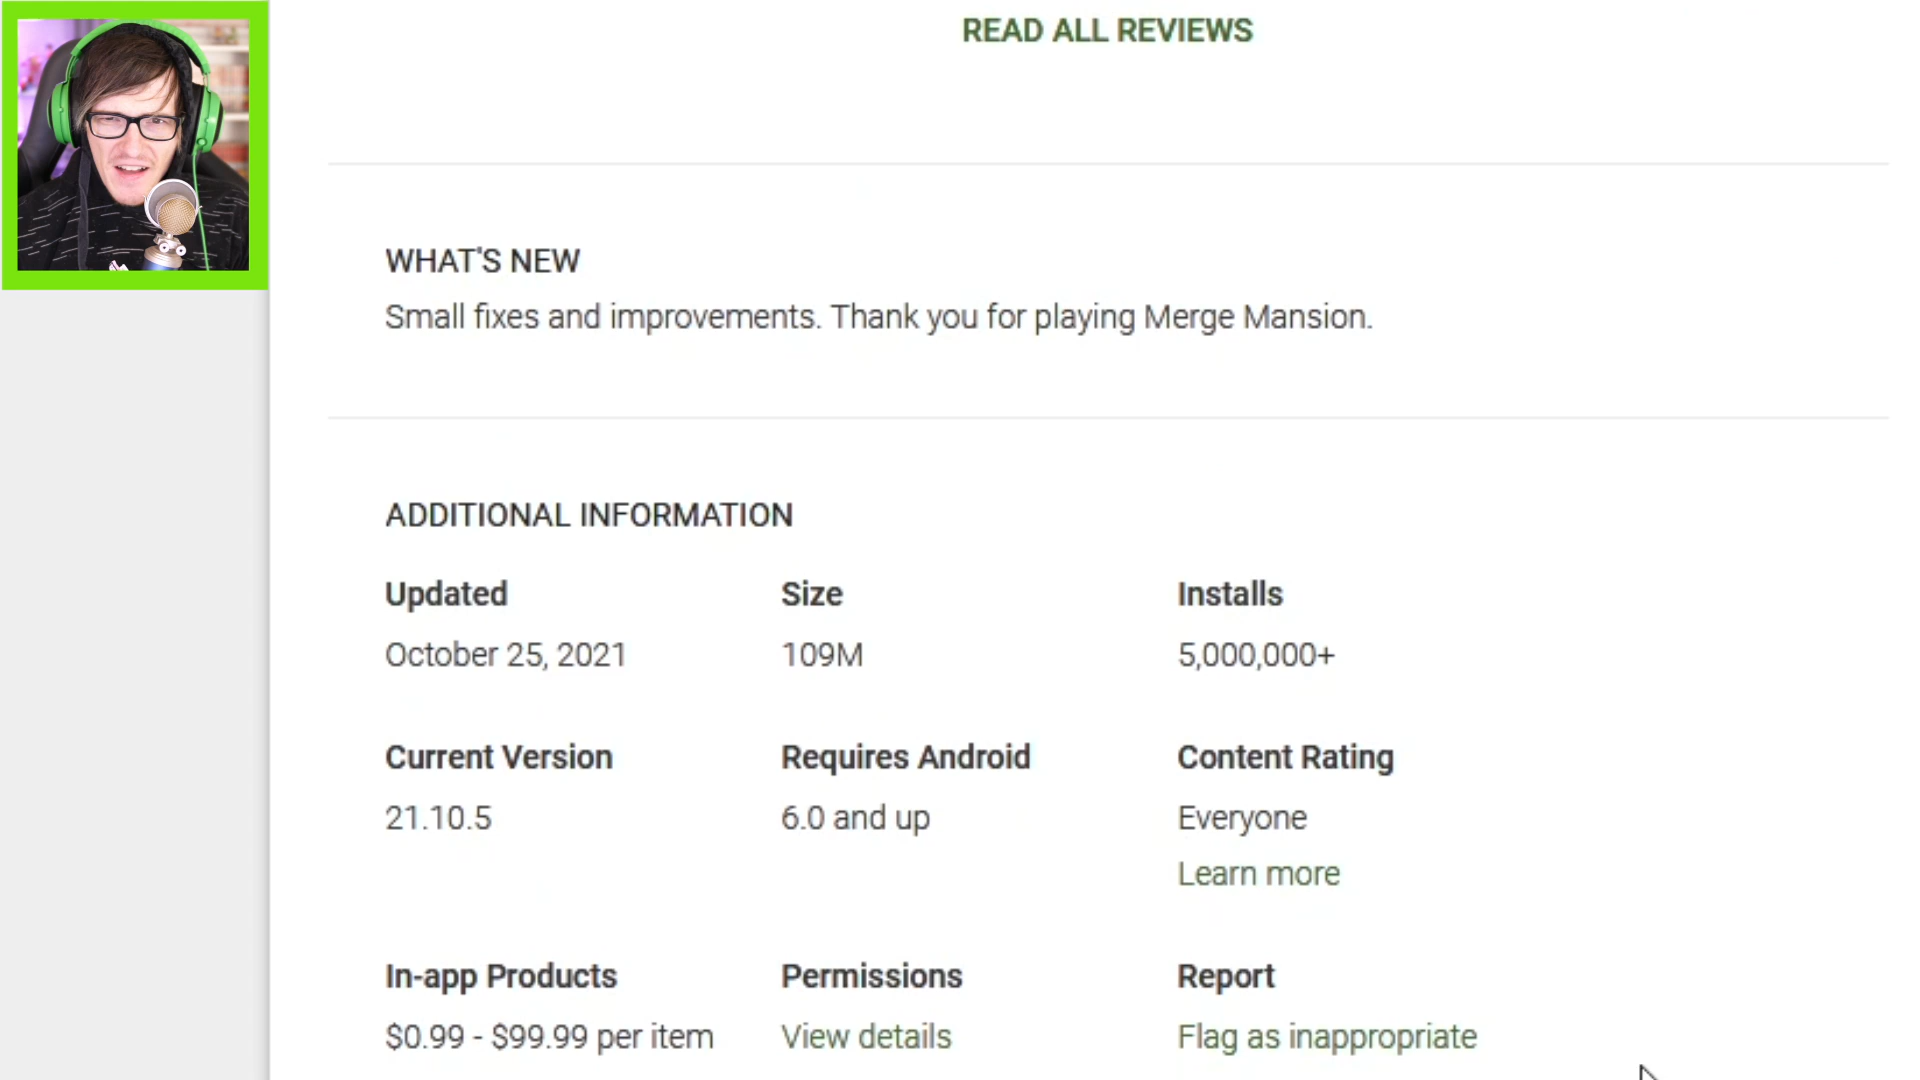 READ ALL REVIEWS
WHAT'S NEW
Small fixes and improvements. Thank you for playing Merge Mansion.
ADDITIONAL INFORMATION
Updated
Size
Installs
October 25, 2021
109M
5,000,000+
Current Version
Requires Android
Content Rating
21.10.5
6.0 and up
Everyone
Learn more
In-app Products
Permissions
Report
$0.99 - $99.99 per item
View details
Flag as inappropriate